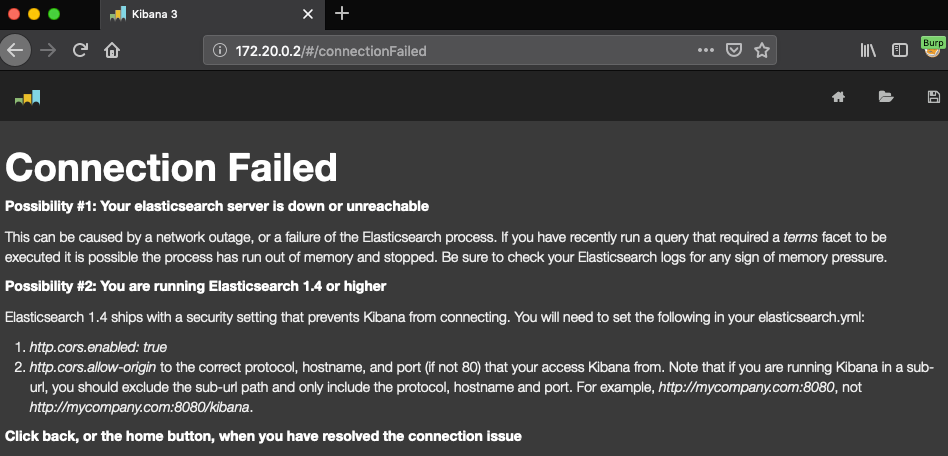 Kibana 3
172.20.0.2/#/connectionFailed
Burp
Connection Failed
Possibility #1: Your elasticsearch server is down or unreachable
This can be caused by a network outage, or a failure of the Elasticsearch process. If you have recently run a query that required a terms facet to be
executed it is possible the process has run out of memory and stopped. Be sure to check your Elasticsearch logs for any sign of memory pressure.
Possibility #2: You are running Elasticsearch 1.4 or higher
Elasticsearch 1.4 ships with a security setting that prevents Kibana from connecting. You will need to set the following in your elasticsearch.yml:
1. http.cors.enabled: true
2. http.cors.allow-origin to the correct protocol, hostname, and port (if not 80) that your access Kibana from. Note that if you are running Kibana in a sub-
url, you should exclude the sub-url path and only include the protocol, hostname and port. For example, http://mycompany.com:8080, not
http://mycompany.com:8080/kibana.
Click back, or the home button, when you have resolved the connection issue